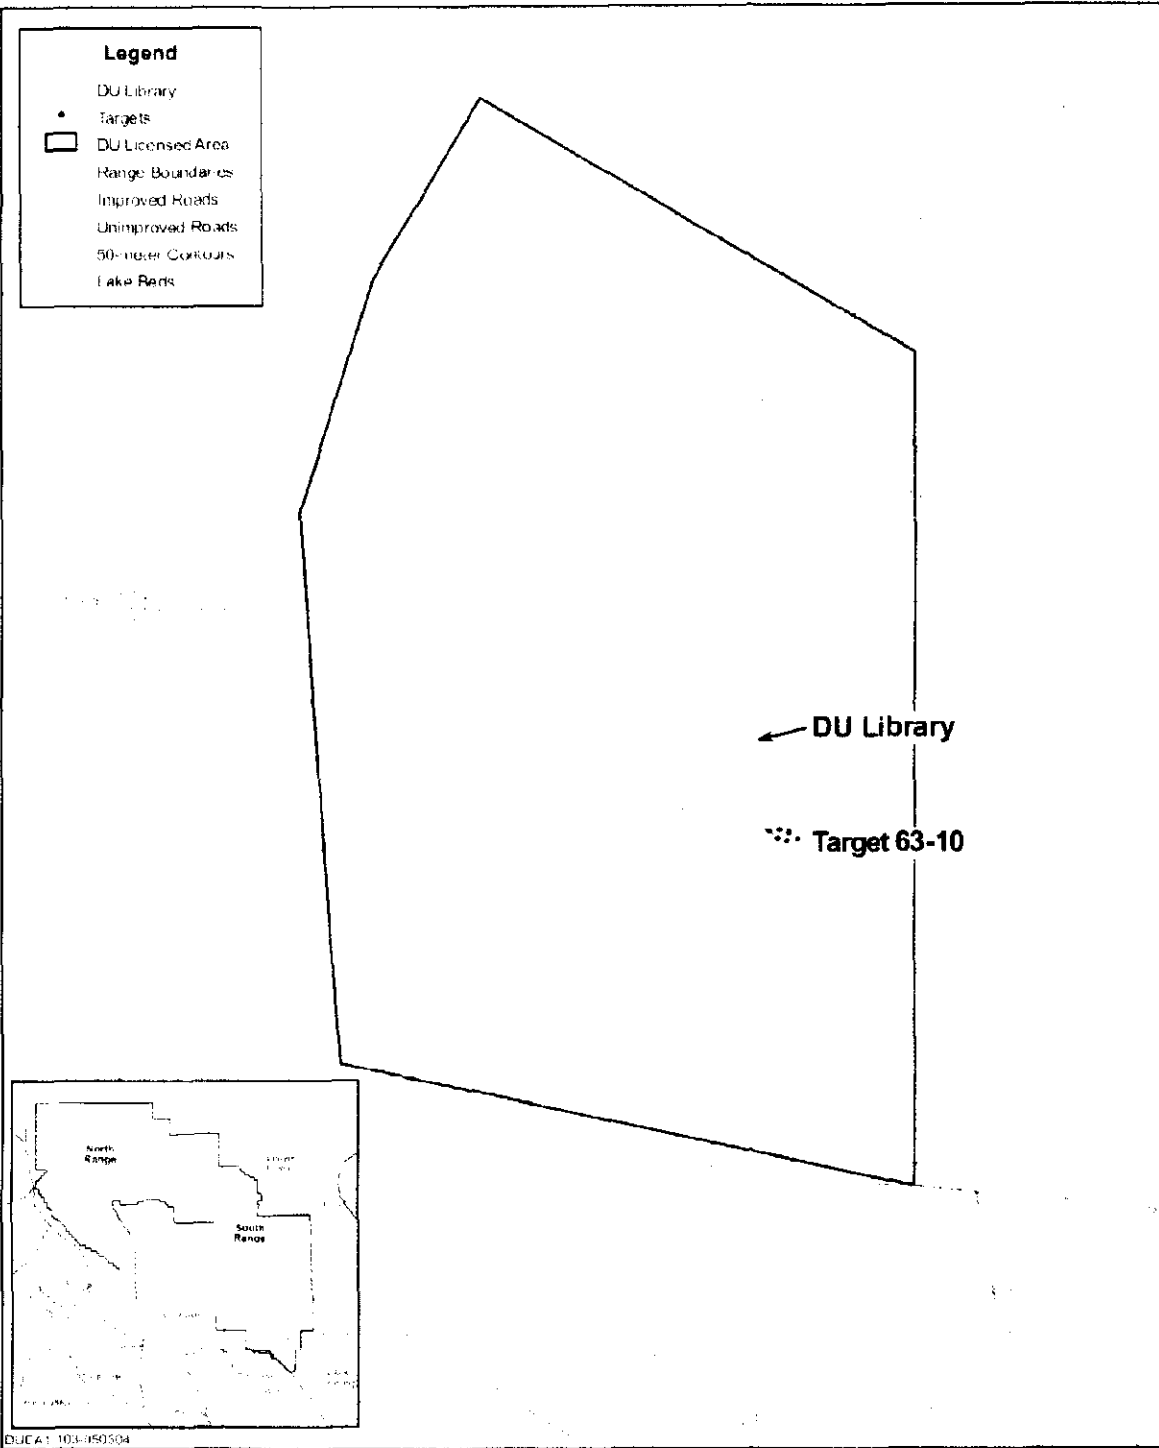 Legend
DU Library
Targets
DU Licensed Area
Range Boundaries
Improved Roads
Unimproved Roads
50-meter Contours
Lake Beds
DU Library
Target 63-10
North
Range
South
Range